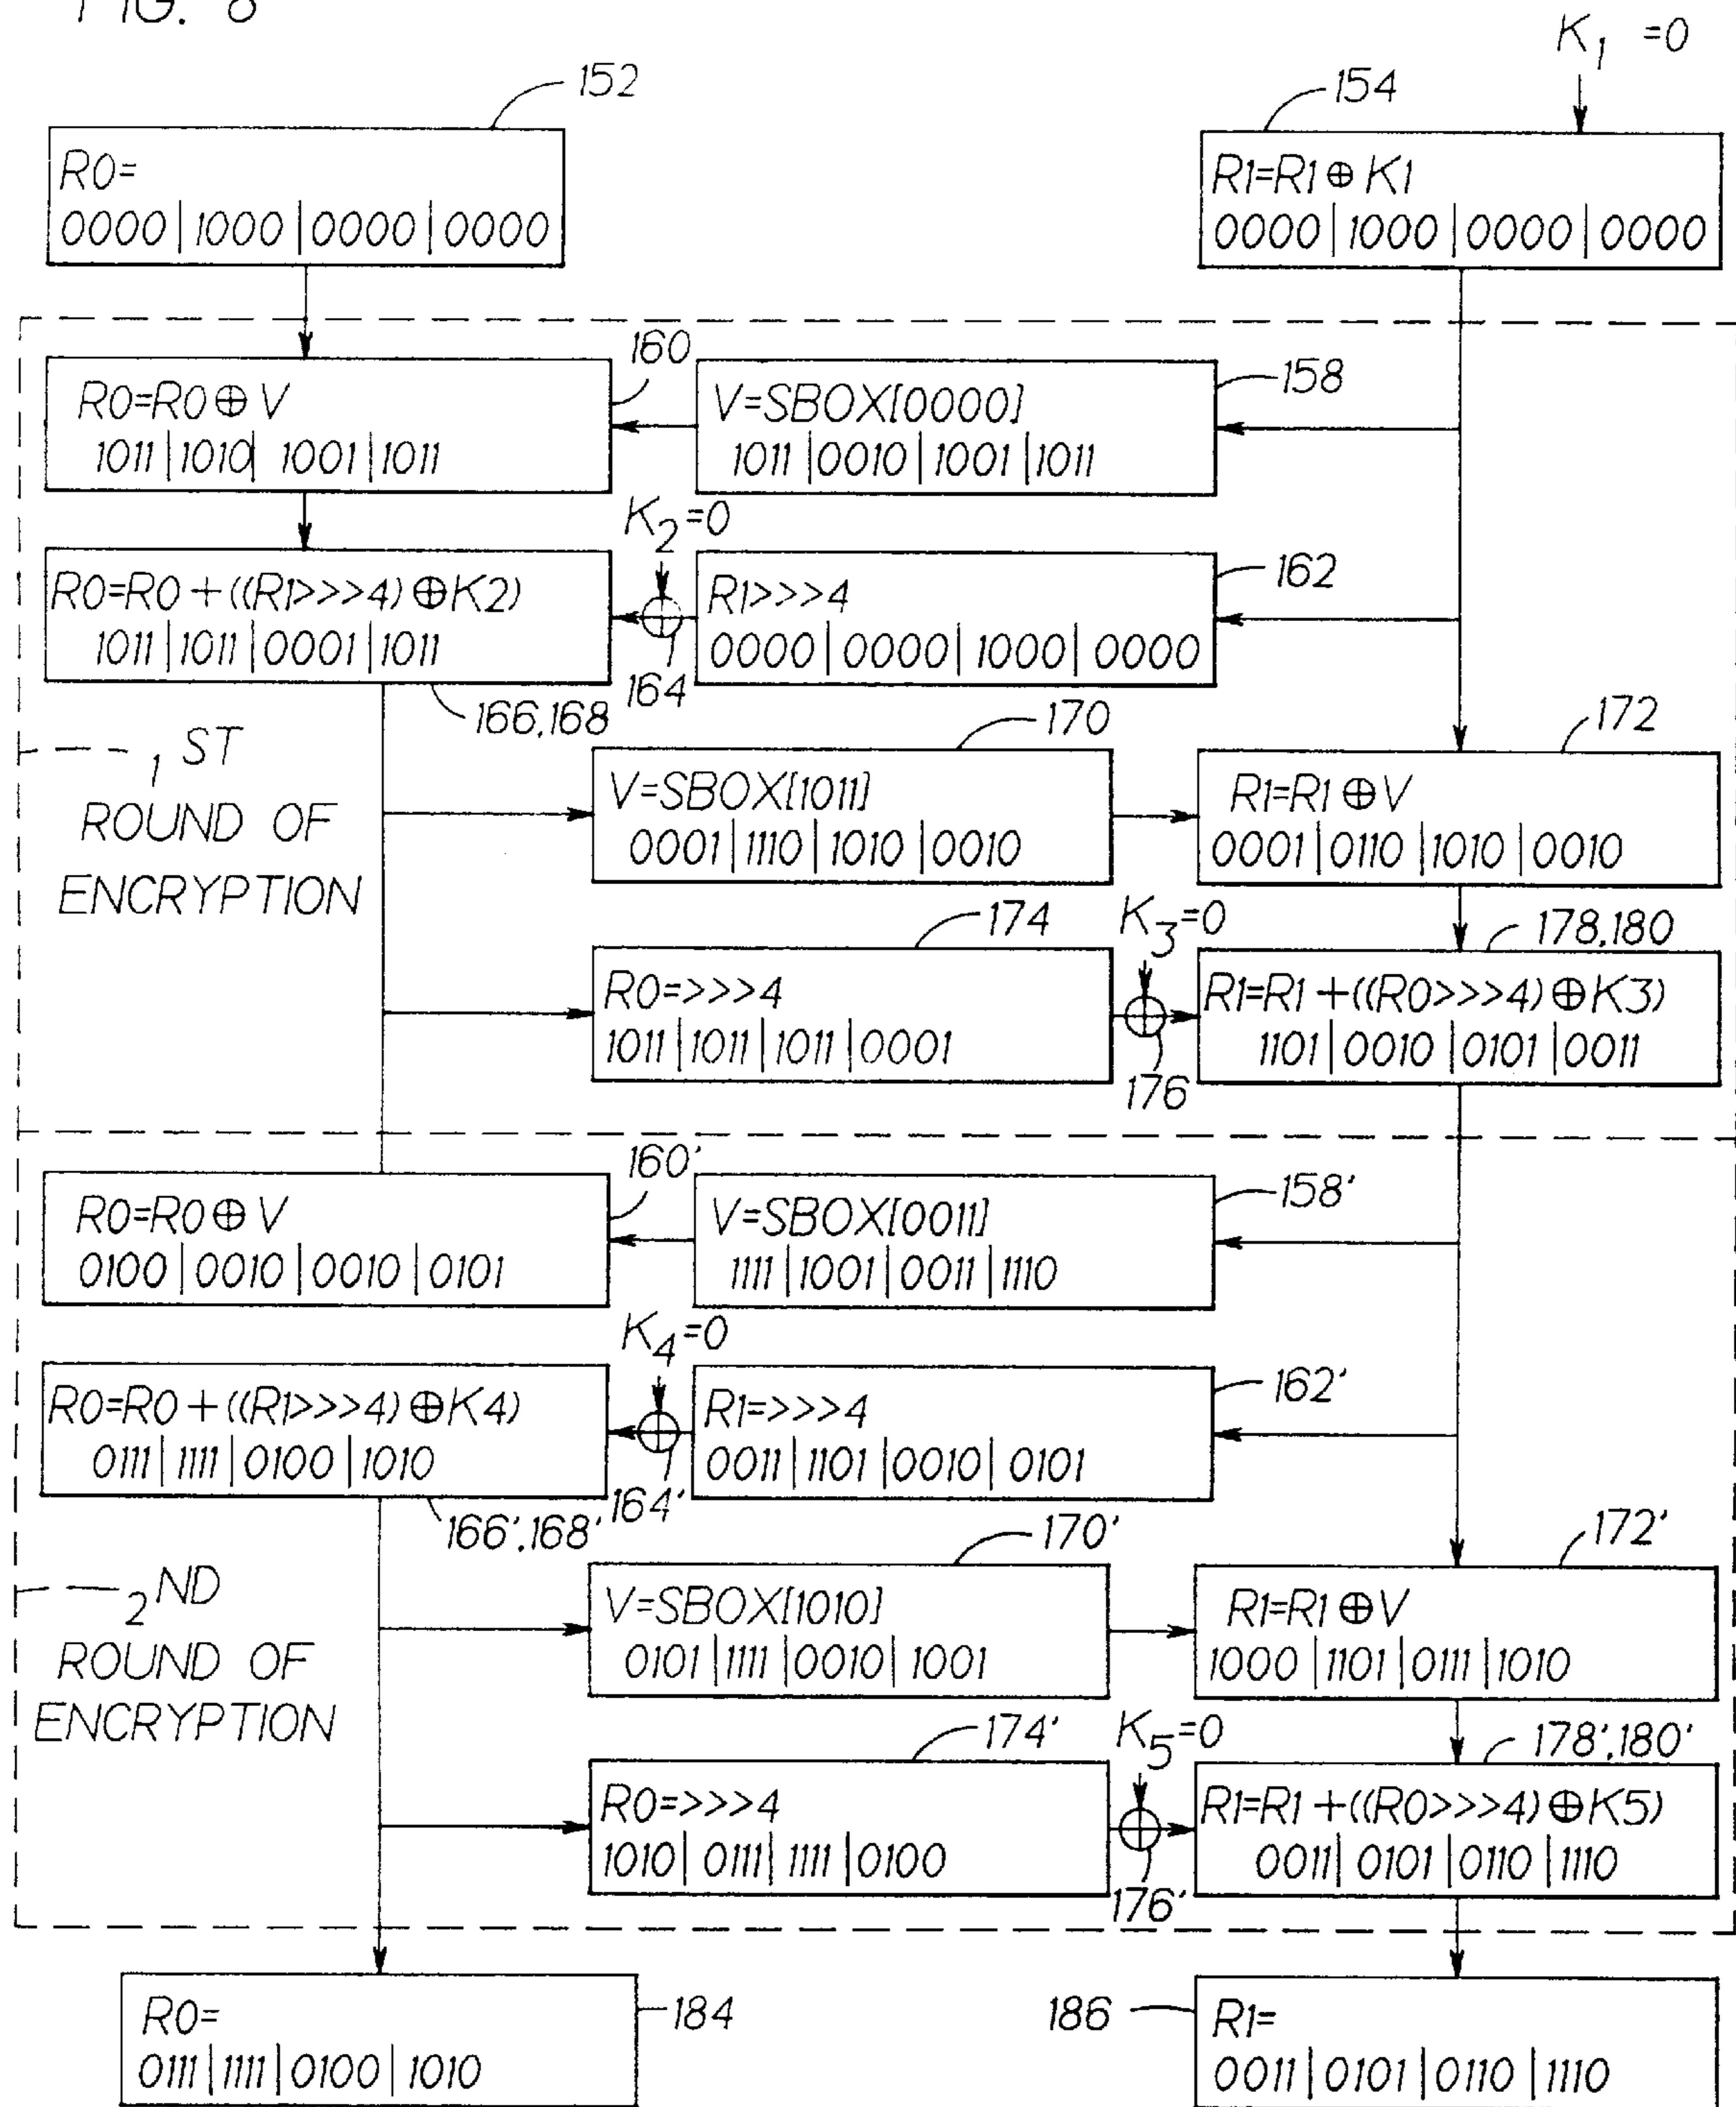 FIG. 8
K1 =0
152
154
R0=
0000|1000|0000|0000
R1=R1⊕K1
0000|1000|0000|0000
160
158
R0=R0⊕V
1011|1010|1001|1011
V=SBOX[0000]
1011|0010|1001|1011
K2=0
162
R0=R0+((R1>>>4)⊕K2)
1011|1011|0001|1011
R1>>>4
0000|0000|1000|0000
164
166,168
170
172
1 ST
ROUND OF
ENCRYPTION
V=SBOX[1011]
0001|1110|1010|0010
R1=R1⊕V
0001|0110|1010|0010
174
K3=0
178,180
R0=>>>4
1011|1011|1011|0001
R1=R1+((R0>>>4)⊕K3)
1101|0010|0101|0011
176
160'
158'
R0=R0⊕V
0100|0010|0010|0101
V=SBOX[0011]
1111|1001|0011|1110
K4=0
162'
R0=R0+((R1>>>4)⊕K4)
0111|1111|0100|1010
R1=>>>4
0011|1101|0010|0101
164'
166',168'
170'
172'
2 ND
ROUND OF
ENCRYPTION
V=SBOX[1010]
0101|1111|0010|1001
R1=R1⊕V
1000|1101|0111|1010
174'
K5=0
178',180'
R0=>>>4
1010|0111|1111|0100
R1=R1+((R0>>>4)⊕K5)
0011|0101|0110|1110
176'
184
186
R0=
0111|1111|0100|1010
R1=
0011|0101|0110|1110